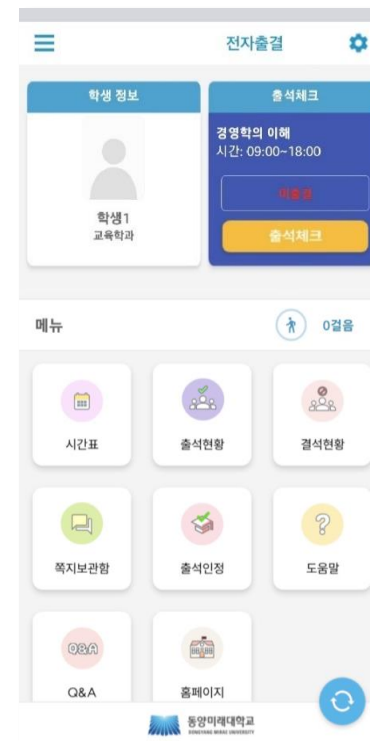 전자출결
학생 정보
출석체크
경영학의 이해
시간: 09:00~18:00
미출결
학생1
교육학과
출석체크
메뉴
0걸음
시간표
출석현황
결석현황
쪽지보관함
출석인정
도움말
Q&A
Q&A
홈페이지
동양미래대학교
DONGYANG MIRAE UNIVERSITY